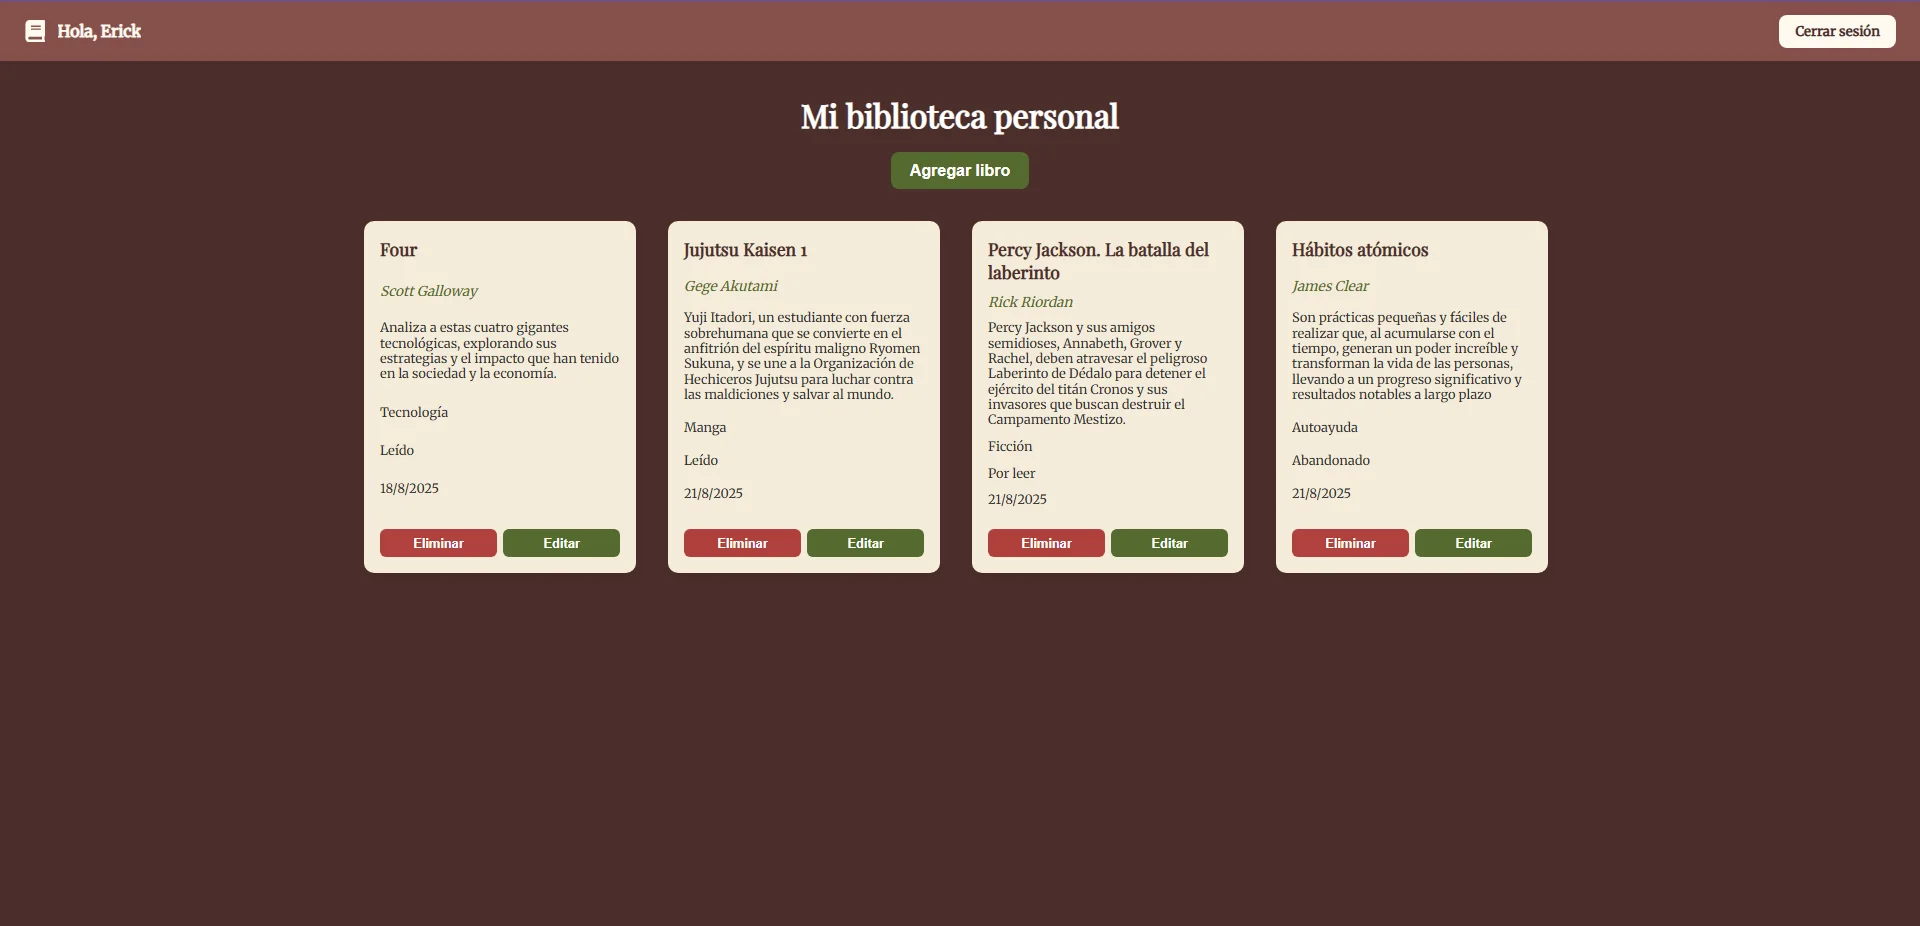 Hola, Erick
Cerrar sesión
Mi biblioteca personal
Agregar libro
Four
Scott Galloway
Analiza a estas cuatro gigantes
tecnológicas, explorando sus
estrategias y el impacto que han tenido
en la sociedad y la economía.
Tecnología
Leído
18/8/2025
Eliminar
Editar
Jujutsu Kaisen 1
Gege Akutami
Yuji Itadori, un estudiante con fuerza
sobrehumana que se convierte en el
anfitrión del espíritu maligno Ryomen
Sukuna, y se une a la Organización de
Hechiceros Jujutsu para luchar contra
las maldiciones y salvar al mundo.
Manga
Leído
21/8/2025
Eliminar
Editar
Percy Jackson. La batalla del
laberinto
Rick Riordan
Percy Jackson y sus amigos
semidioses, Annabeth, Grover y
Rachel, deben atravesar el peligroso
Laberinto de Dédalo para detener el
ejército del titán Cronos y sus
invasores que buscan destruir el
Campamento Mestizo.
Ficción
Por leer
21/8/2025
Eliminar
Editar
Hábitos atómicos
James Clear
Son prácticas pequeñas y fáciles de
realizar que, al acumularse con el
tiempo, generan un poder increíble y
transforman la vida de las personas,
llevando a un progreso significativo y
resultados notables a largo plazo
Autoayuda
Abandonado
21/8/2025
Eliminar
Editar